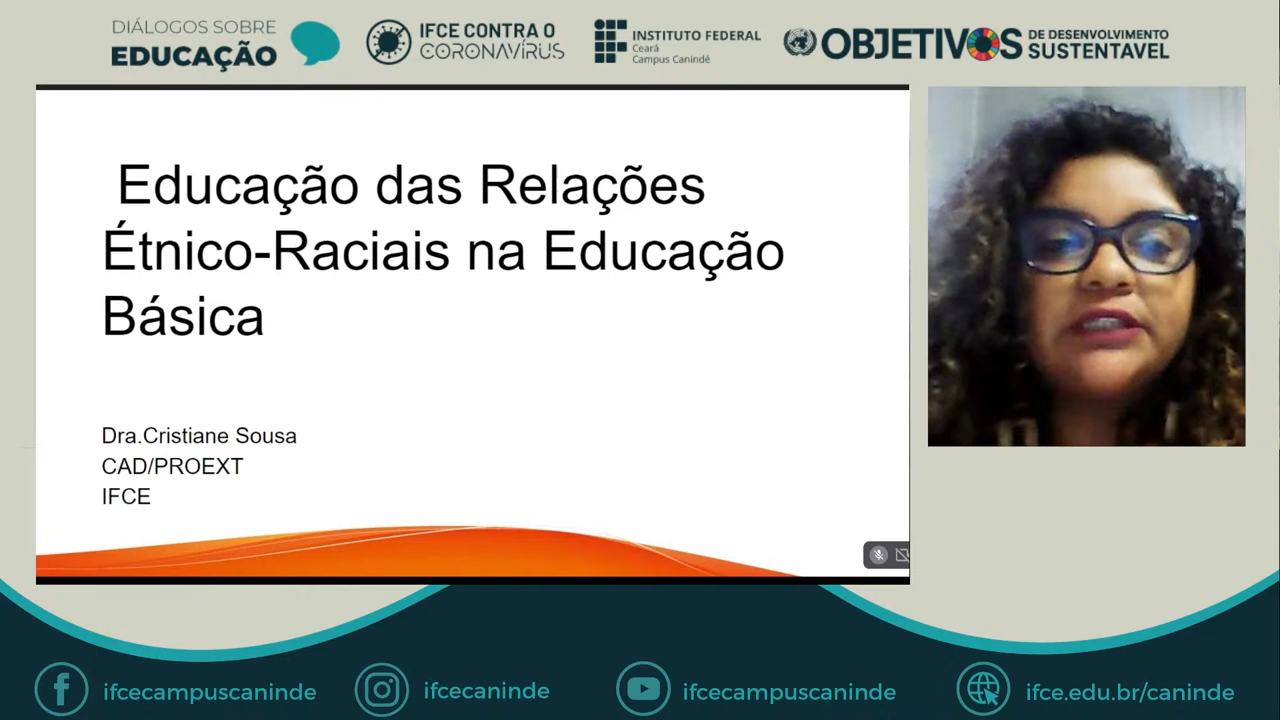 DIÁLOGOS SOBRE
EDUCAÇÃO
IFCE CONTRA O
CORONAVÍRUS
INSTITUTO FEDERAL
Ceará
Campus Canindé
OBJETIVOS
DE DESENVOLVIMENTO
SUSTENTAVEL
Educação das Relações
Étnico-Raciais na Educação
Básica
Dra.Cristiane Sousa
CAD/PROEXT
IFCE
ifcecampuscaninde
ifcecaninde
ifcecampuscaninde
ifce.edu.br/caninde